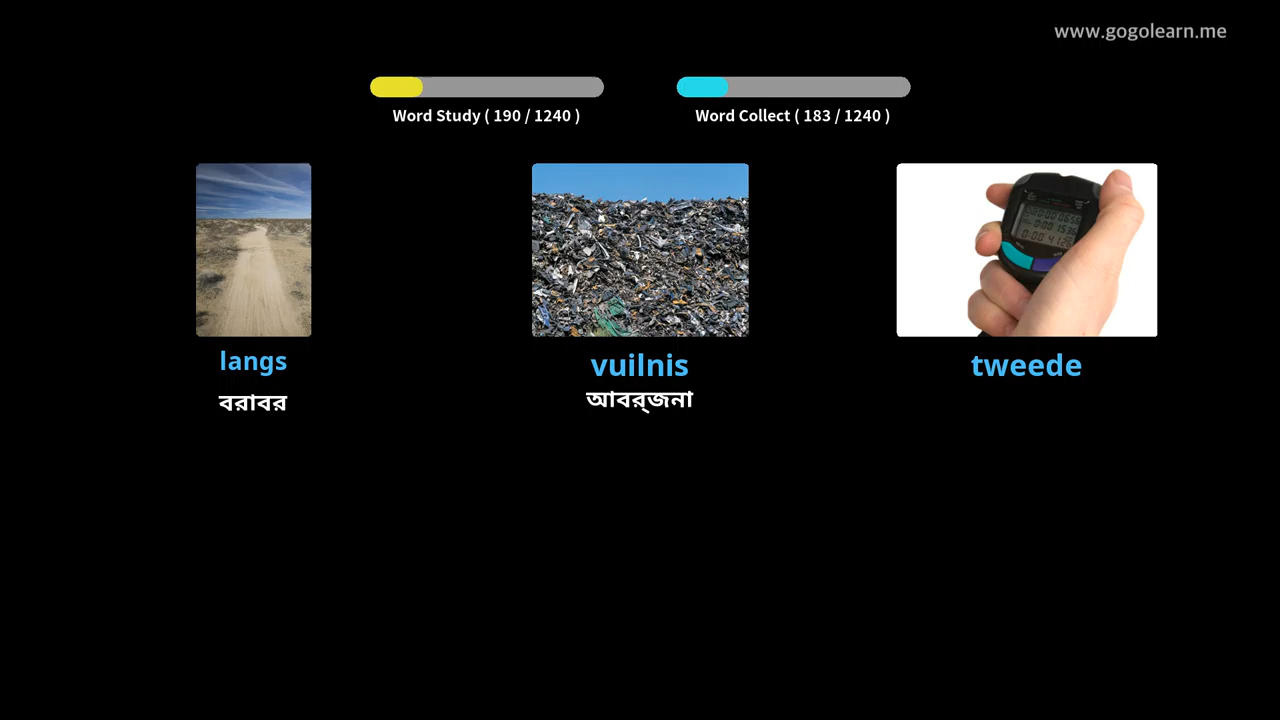 www.gogolearn.me
Word Study ( 190 / 1240 )
Word Collect ( 183 / 1240 )
langs
বরাবর
vuilnis
আবর্জনা
tweede